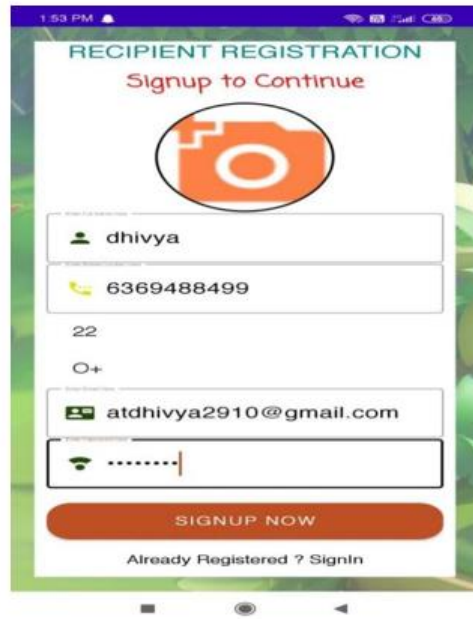 1:53 PM
RECIPIENT REGISTRATION
Signup to Continue
dhivya
6369488499
22
O+
atdhivya2910@gmail.com
••••••••
SIGNUP NOW
Already Registered ? SignIn